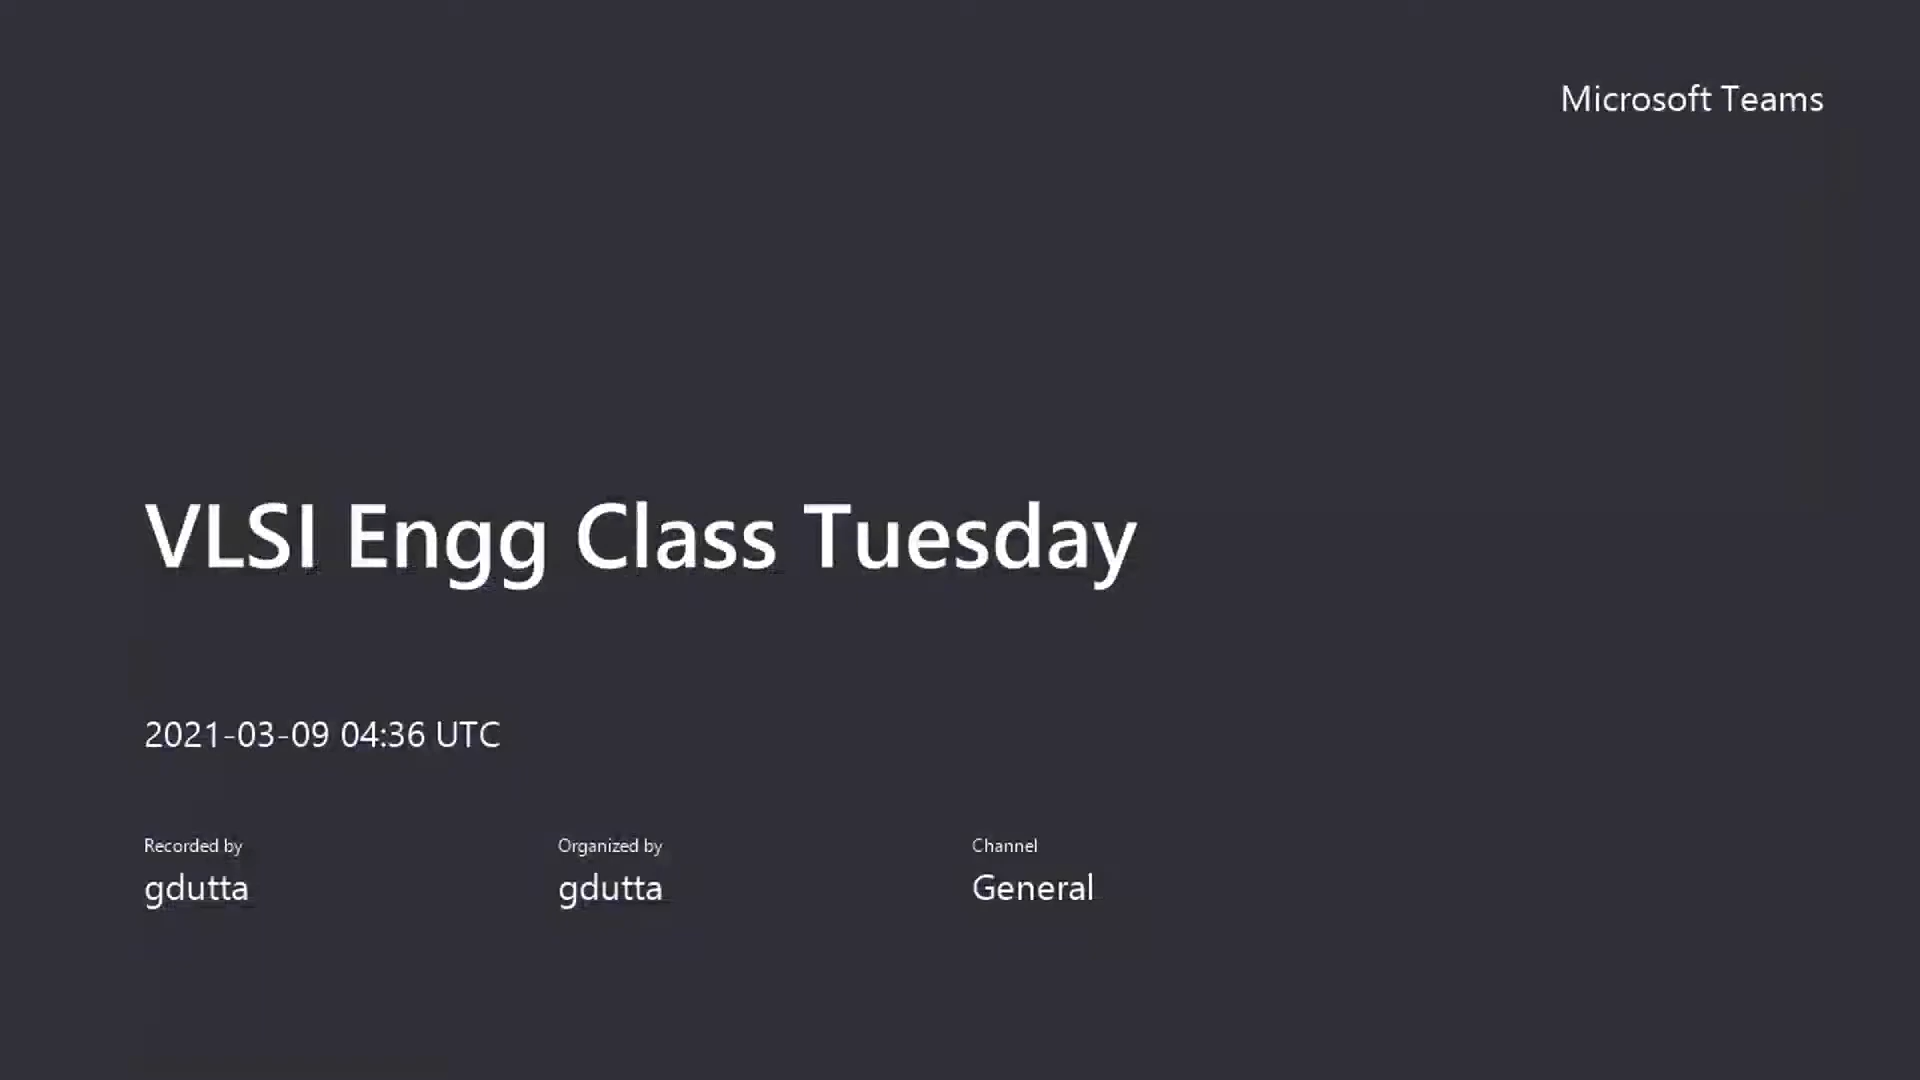 Microsoft Teams
VLSI Engg Class Tuesday
2021-03-09 04:36 UTC
Recorded by
gdutta
Organized by
gdutta
Channel
General